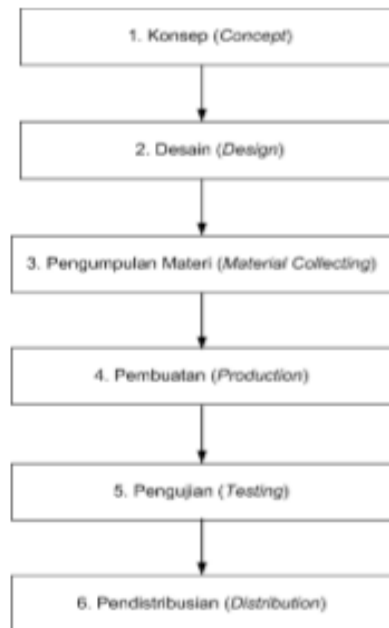 1. Konsep (Concept)
2. Desain (Design)
3. Pengumpulan Materi (Material Collecting)
4. Pembuatan (Production)
5. Pengujian (Testing)
6. Pendistribusian (Distribution)